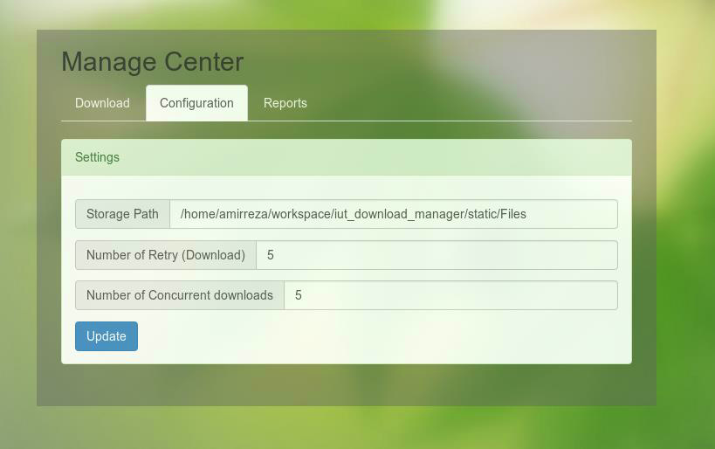 Manage Center
Download Configuration Reports
Settings
Storage Path /home/amirreza/workspace/iut_download_manager/static/Files
Number of Retry (Download) 5
Number of Concurrent downloads 5
Update